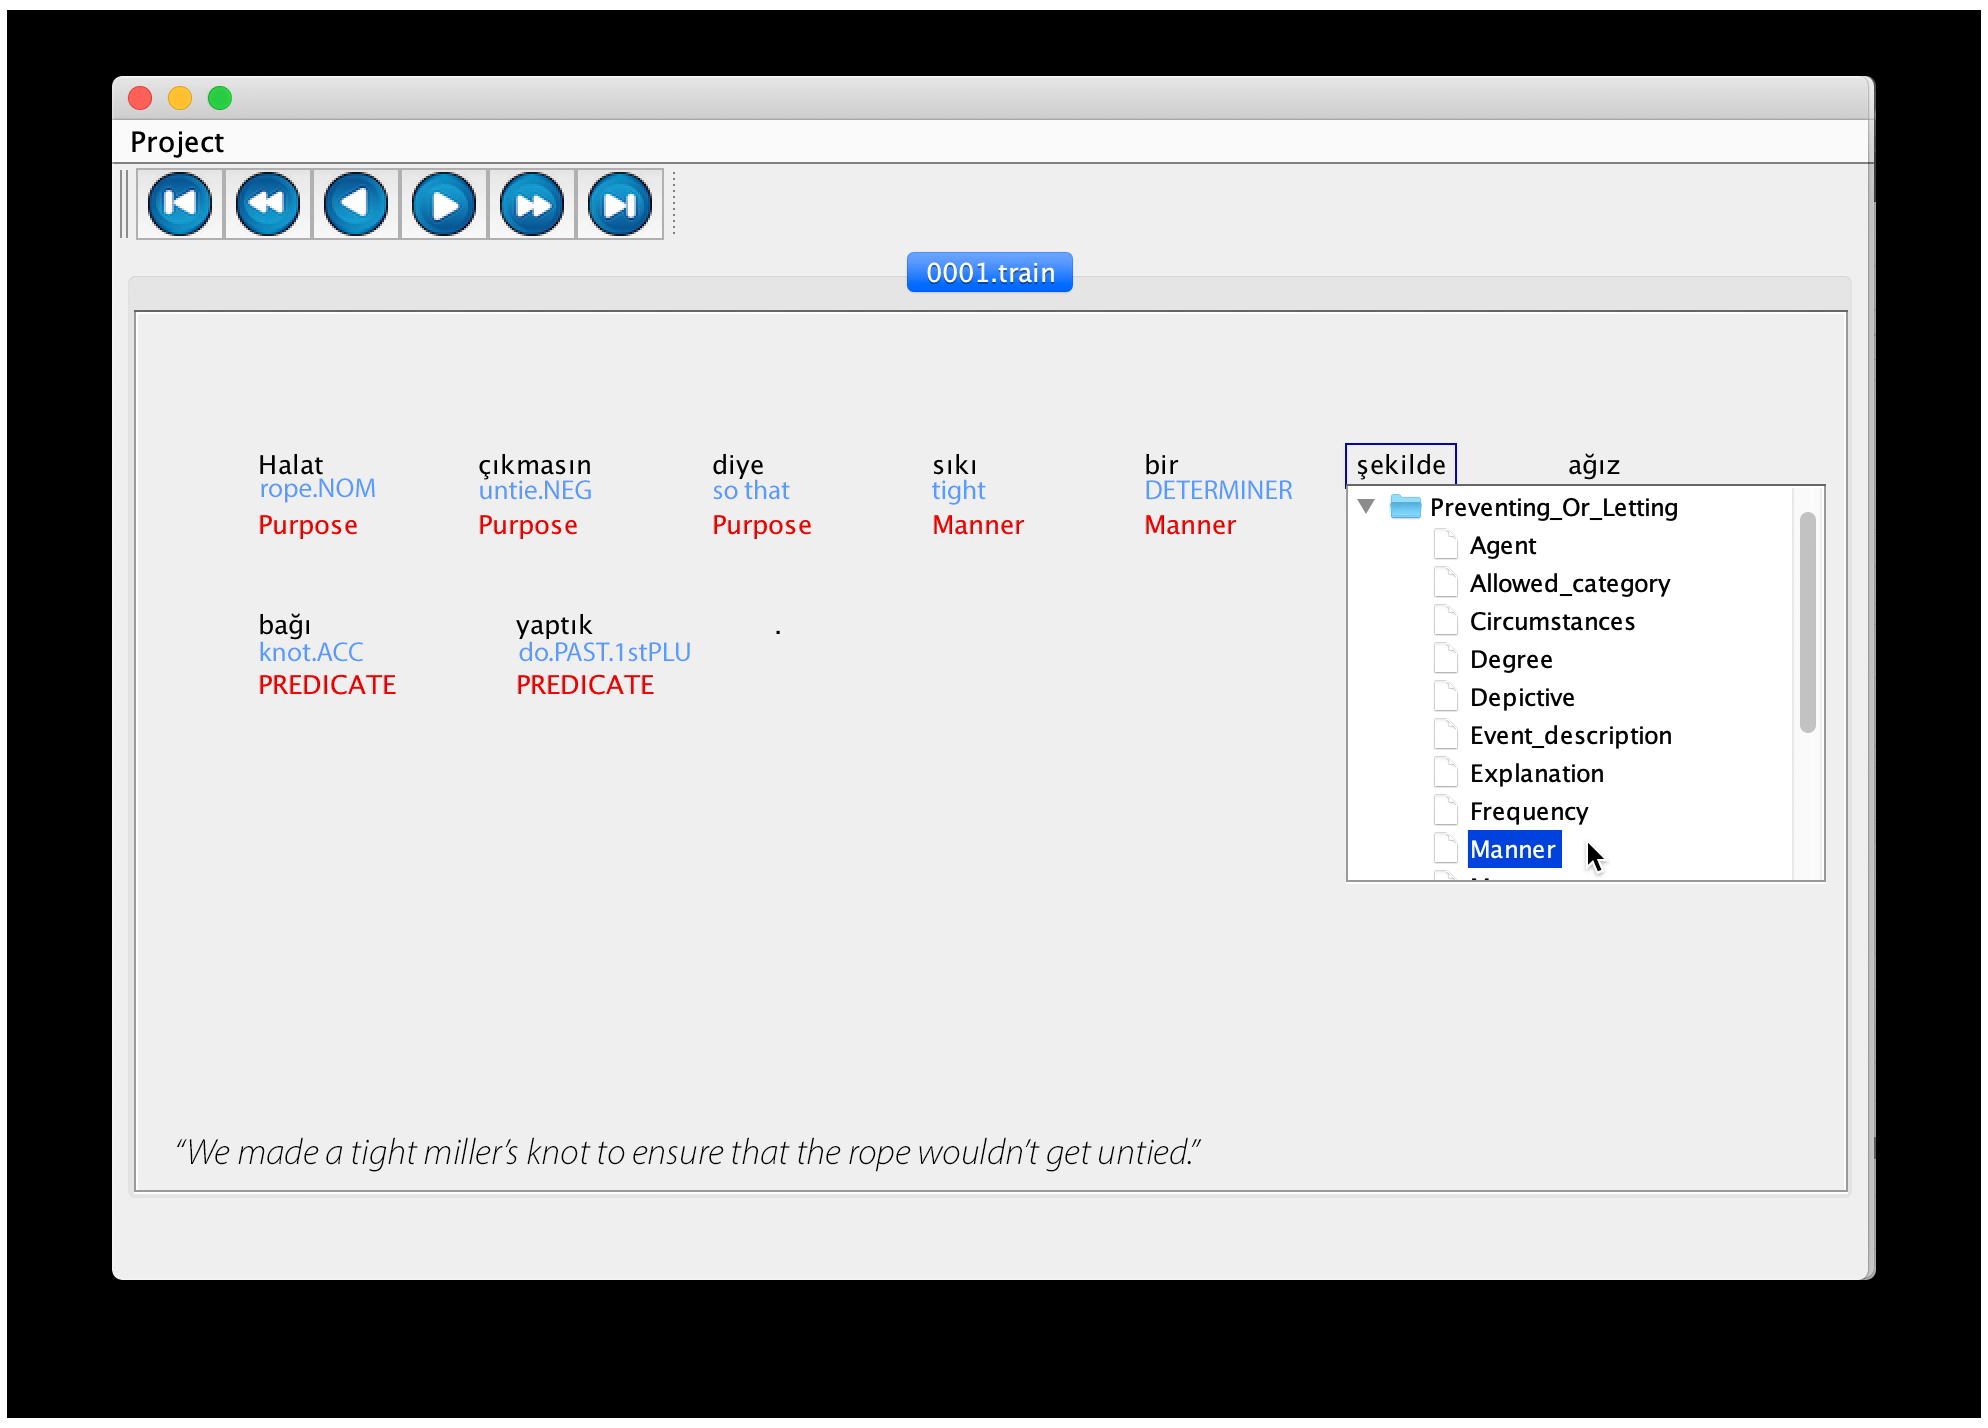 Project
0001.train
Halat çıkmasın diye sıkı bir şekilde ağız
rope.NOM untie.NEG so that tight DETERMINER
Purpose Purpose Purpose Manner Manner
Preventing_Or_Letting
Agent
Allowed_category
Circumstances
Degree
Depictive
Event_description
Explanation
Frequency
Manner
bağı yaptık .
knot.ACC do.PAST.1stPLU
PREDICATE PREDICATE
“We made a tight miller’s knot to ensure that the rope wouldn’t get untied.”